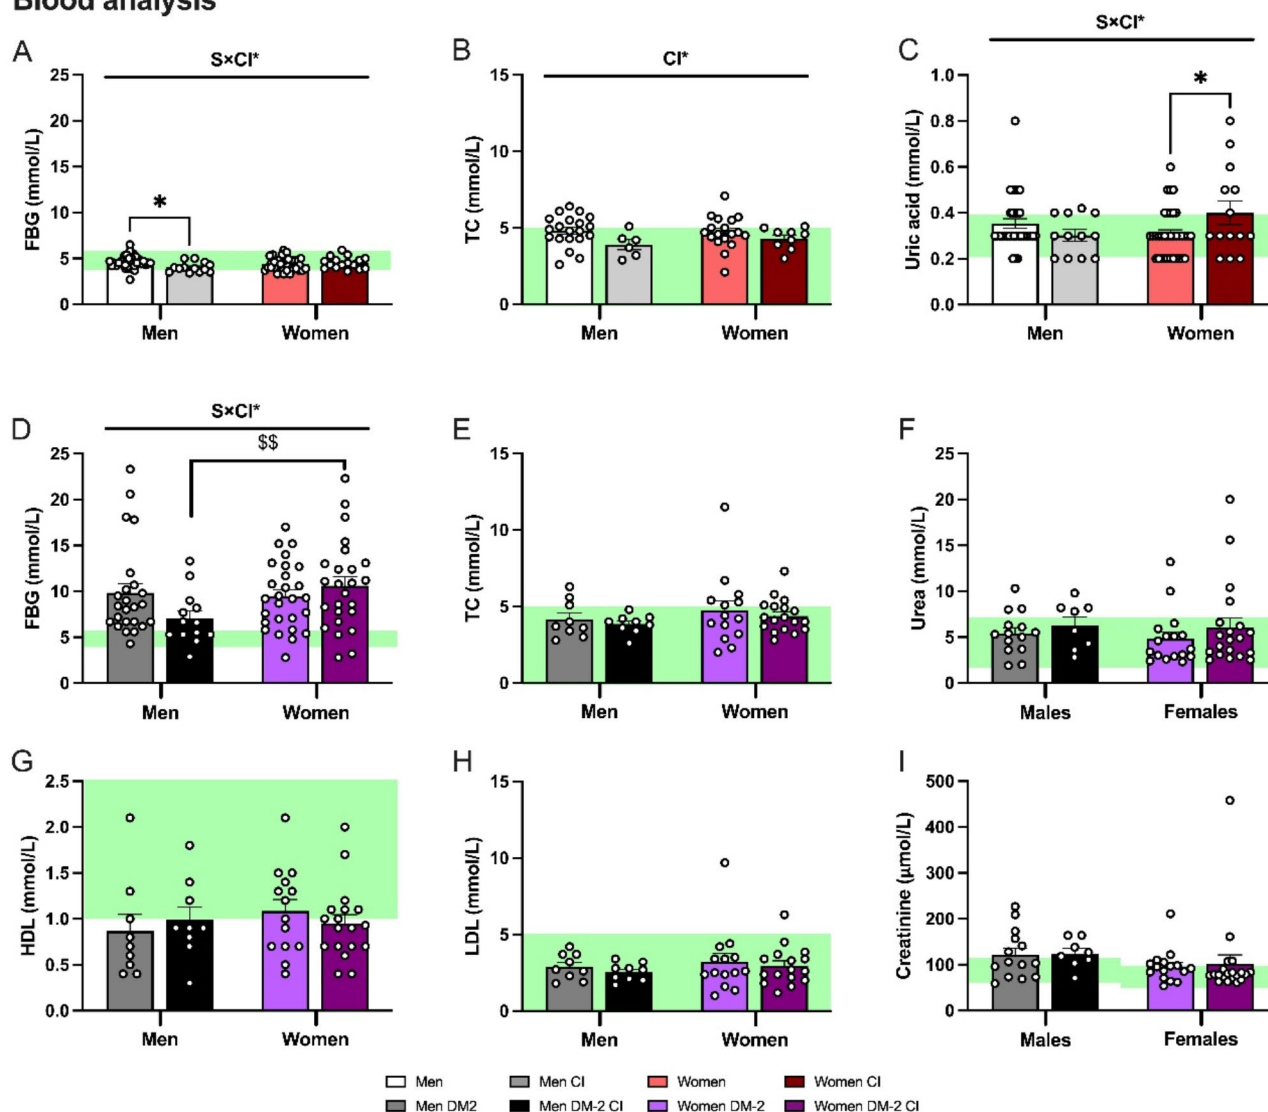 Blood analysis
A
S×CI*
FBG (mmol/L)
25
20
15
10
5
0
*
Men
Women
B
CI*
TC (mmol/L)
15
10
5
0
Men
Women
C
S×CI*
Uric acid (mmol/L)
1.0
0.8
0.6
0.4
0.2
0.0
*
Men
Women
D
S×CI*
$$
FBG (mmol/L)
25
20
15
10
5
0
Men
Women
E
TC (mmol/L)
15
10
5
0
Men
Women
F
Urea (mmol/L)
25
20
15
10
5
0
Males
Females
G
HDL (mmol/L)
2.5
2.0
1.5
1.0
0.5
0.0
Men
Women
H
LDL (mmol/L)
15
10
5
0
Men
Women
I
Creatinine (µmol/L)
500
400
300
200
100
0
Males
Females
Men
Men CI
Women
Women CI
Men DM2
Men DM-2 CI
Women DM-2
Women DM-2 CI